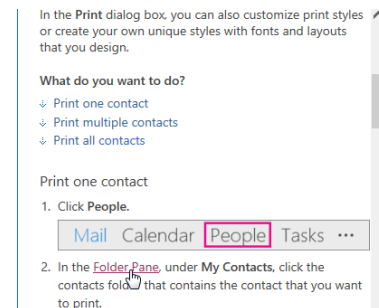 In the Print dialog box, you can also customize print styles
or create your own unique styles with fonts and layouts
that you design.
What do you want to do?
Print one contact
Print multiple contacts
Print all contacts
Print one contact
1. Click People.
Mail Calendar People Tasks •••
2. In the Folder Pane, under My Contacts, click the
contacts folder that contains the contact that you want
to print.